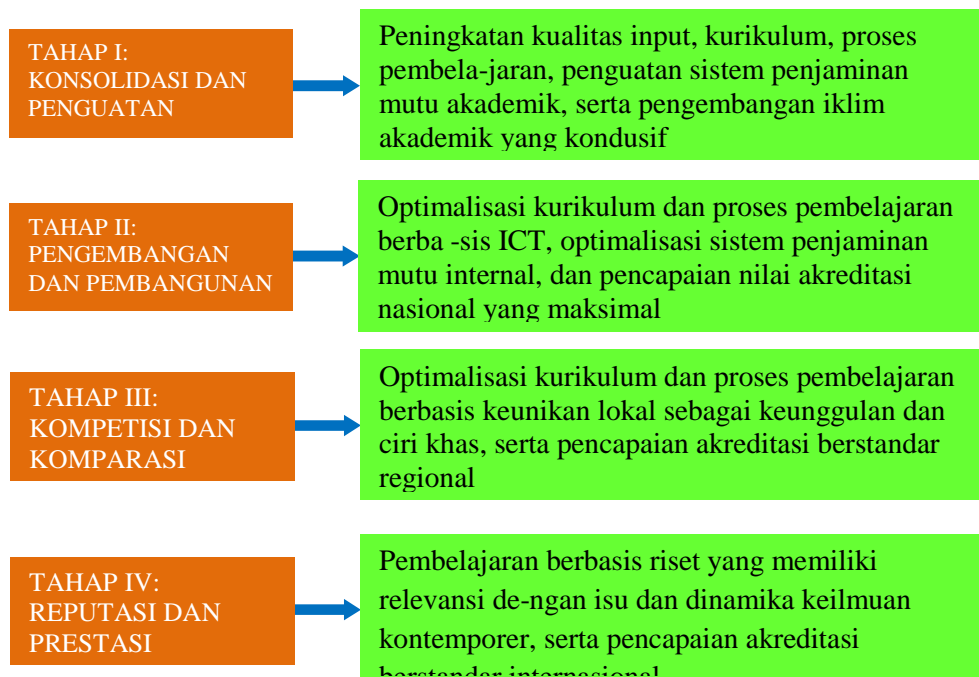 TAHAP I:
KONSOLIDASI DAN
PENGUATAN
Peningkatan kualitas input, kurikulum, proses
pembela-jaran, penguatan sistem penjaminan
mutu akademik, serta pengembangan iklim
akademik yang kondusif
TAHAP II:
PENGEMBANGAN
DAN PEMBANGUNAN
Optimalisasi kurikulum dan proses pembelajaran
berba -sis ICT, optimalisasi sistem penjaminan
mutu internal, dan pencapaian nilai akreditasi
nasional yang maksimal
TAHAP III:
KOMPETISI DAN
KOMPARASI
Optimalisasi kurikulum dan proses pembelajaran
berbasis keunikan lokal sebagai keunggulan dan
ciri khas, serta pencapaian akreditasi berstandar
regional
TAHAP IV:
REPUTASI DAN
PRESTASI
Pembelajaran berbasis riset yang memiliki
relevansi de-ngan isu dan dinamika keilmuan
kontemporer, serta pencapaian akreditasi
berstandar internasional